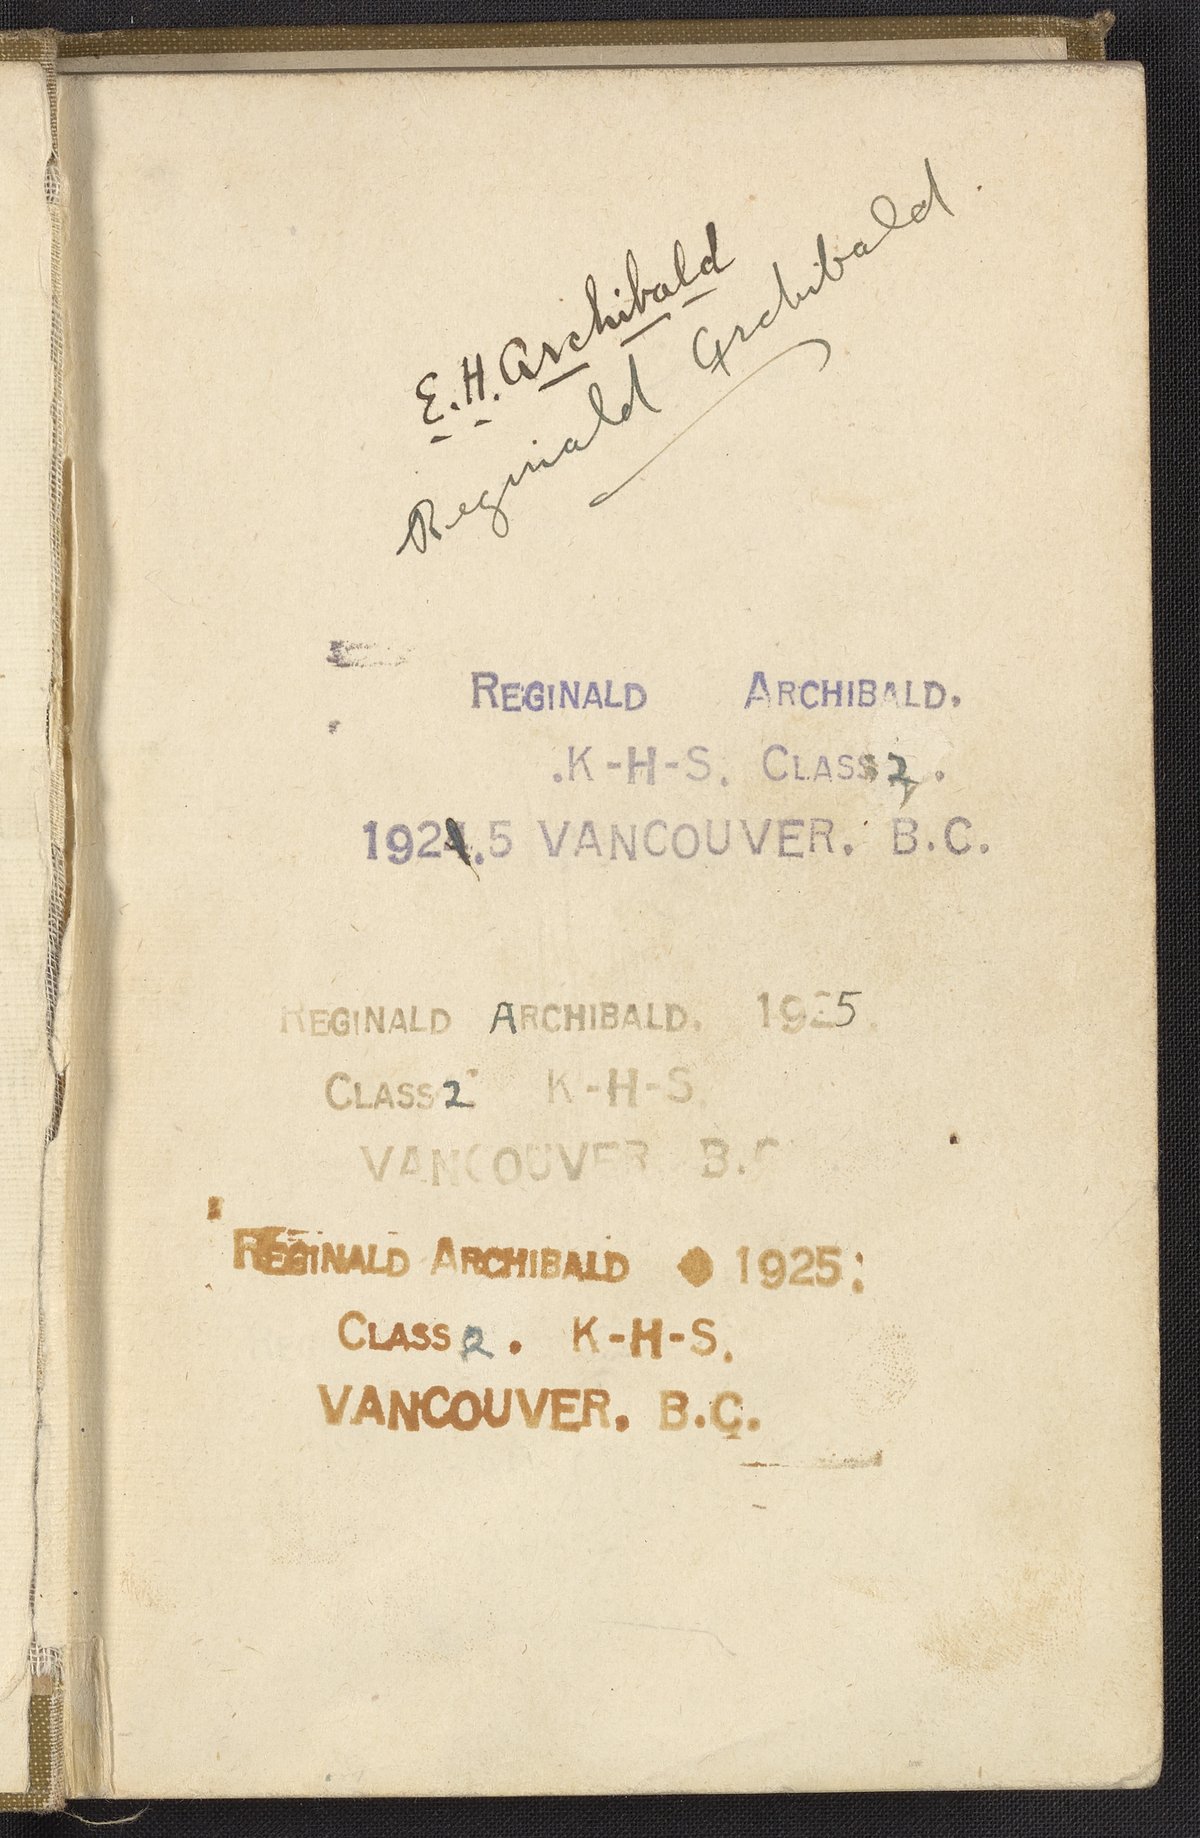 E.H. Archibald
Reginald Archibald.
REGINALD ARCHIBALD.
.K-H-S. CLASS 2.
1924.5 VANCOUVER. B.C.
REGINALD ARCHIBALD. 1925.
CLASS 2 K-H-S.
VANCOUVER B.C
REGINALD ARCHIBALD 1925:
CLASS 2. K-H-S.
VANCOUVER. B.C.